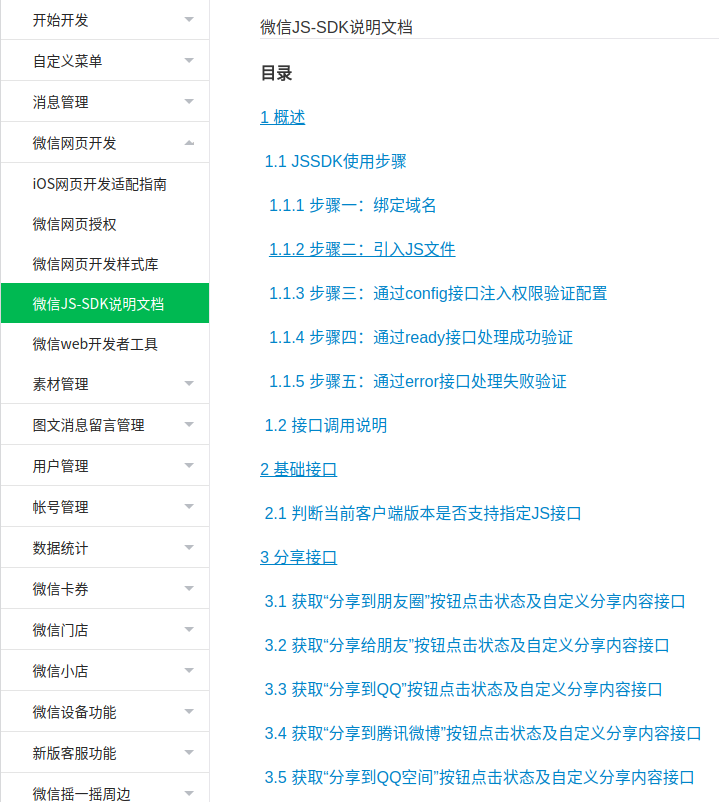 开始开发
自定义菜单
消息管理
微信网页开发
iOS网页开发适配指南
微信网页授权
微信网页开发样式库
微信JS-SDK说明文档
微信web开发者工具
素材管理
图文消息留言管理
用户管理
帐号管理
数据统计
微信卡券
微信门店
微信小店
微信设备功能
新版客服功能
微信摇一摇周边
微信JS-SDK说明文档
目录
1 概述
1.1 JSSDK使用步骤
1.1.1 步骤一：绑定域名
1.1.2 步骤二：引入JS文件
1.1.3 步骤三：通过config接口注入权限验证配置
1.1.4 步骤四：通过ready接口处理成功验证
1.1.5 步骤五：通过error接口处理失败验证
1.2 接口调用说明
2 基础接口
2.1 判断当前客户端版本是否支持指定JS接口
3 分享接口
3.1 获取“分享到朋友圈”按钮点击状态及自定义分享内容接口
3.2 获取“分享给朋友”按钮点击状态及自定义分享内容接口
3.3 获取“分享到QQ”按钮点击状态及自定义分享内容接口
3.4 获取“分享到腾讯微博”按钮点击状态及自定义分享内容接口
3.5 获取“分享到QQ空间”按钮点击状态及自定义分享内容接口